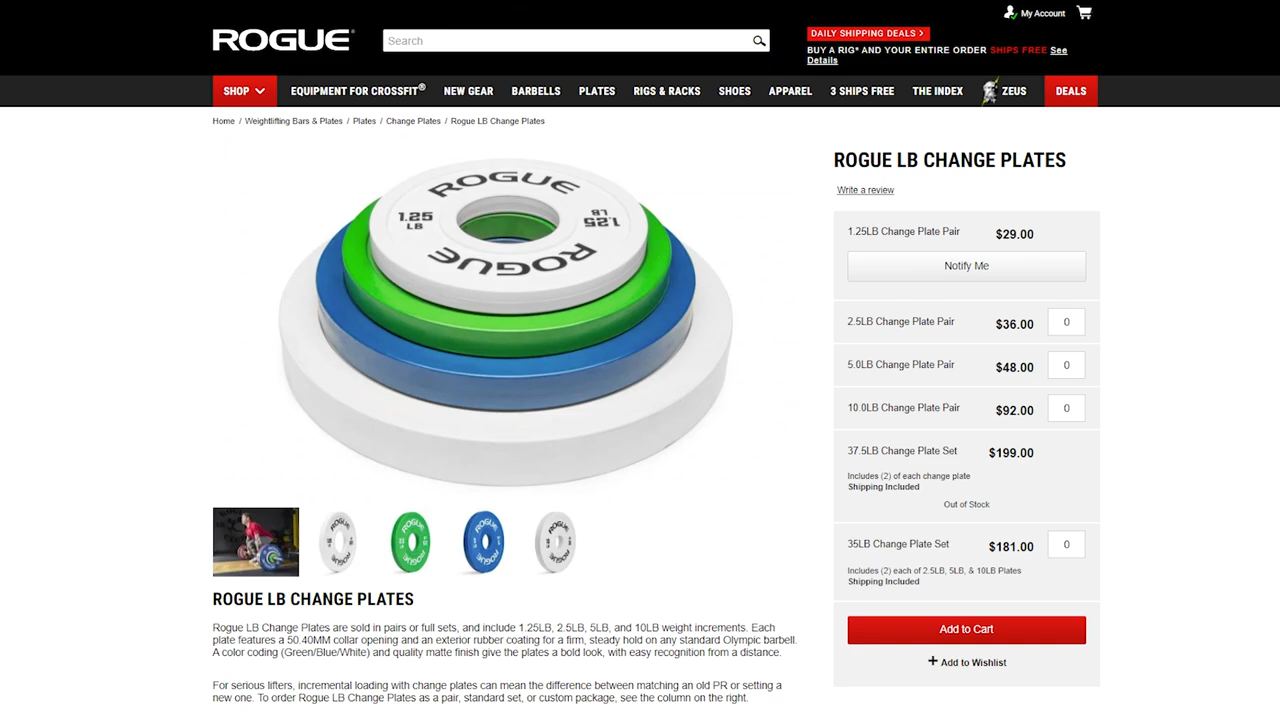 My Account
ROGUE®
Search
DAILY SHIPPING DEALS >
BUY A RIG* AND YOUR ENTIRE ORDER SHIPS FREE See
Details
SHOP
EQUIPMENT FOR CROSSFIT®
NEW GEAR
BARBELLS
PLATES
RIGS & RACKS
SHOES
APPAREL
3 SHIPS FREE
THE INDEX
ZEUS
DEALS
Home / Weightlifting Bars & Plates / Plates / Change Plates / Rogue LB Change Plates
ROGUE
1.25
LB
1.25
LB
ROGUE
ROGUE LB CHANGE PLATES
Write a review
1.25LB Change Plate Pair $29.00
Notify Me
2.5LB Change Plate Pair $36.00 0
5.0LB Change Plate Pair $48.00 0
10.0LB Change Plate Pair $92.00 0
37.5LB Change Plate Set $199.00
Includes (2) of each change plate
Shipping Included
Out of Stock
35LB Change Plate Set $181.00 0
Includes (2) each of 2.5LB, 5LB, & 10LB Plates
Shipping Included
Add to Cart
+ Add to Wishlist
ROGUE LB CHANGE PLATES
Rogue LB Change Plates are sold in pairs or full sets, and include 1.25LB, 2.5LB, 5LB, and 10LB weight increments. Each
plate features a 50.40MM collar opening and an exterior rubber coating for a firm, steady hold on any standard Olympic barbell.
A color coding (Green/Blue/White) and quality matte finish give the plates a bold look, with easy recognition from a distance.
For serious lifters, incremental loading with change plates can mean the difference between matching an old PR or setting a
new one. To order Rogue LB Change Plates as a pair, standard set, or custom package, see the column on the right.